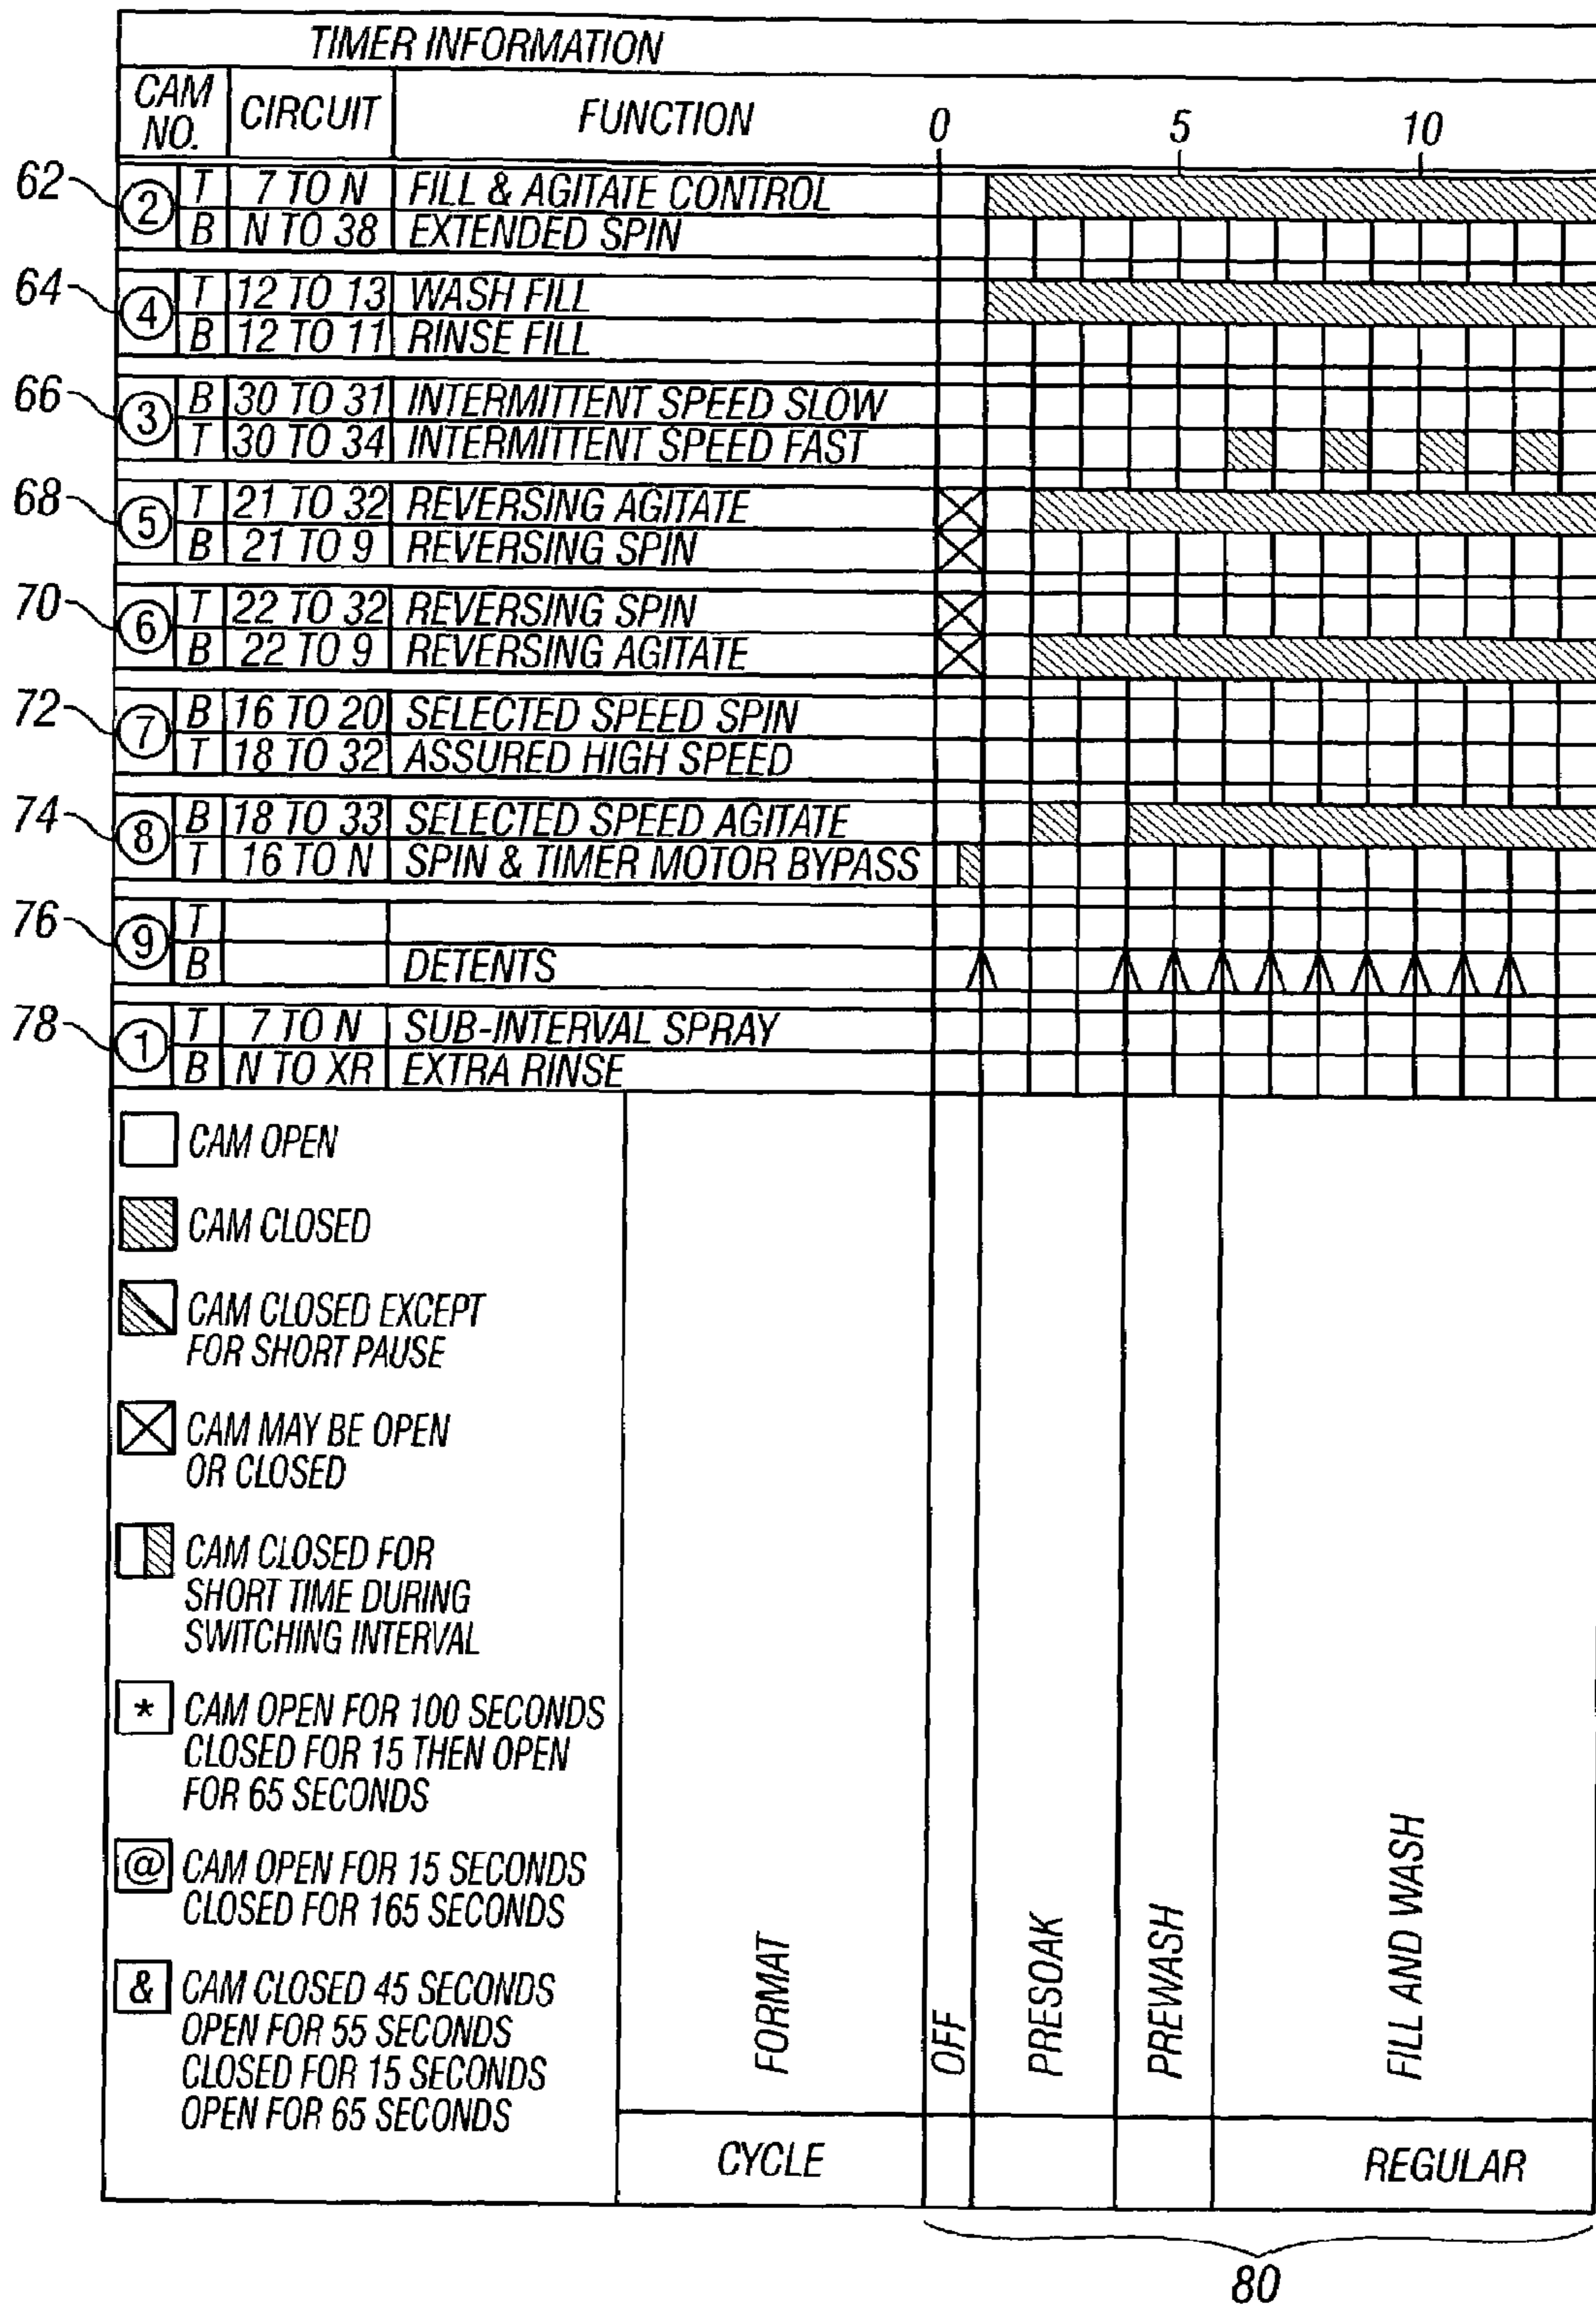 TIMER INFORMATION
CAM NO. CIRCUIT FUNCTION 0 5 10
62 2 T 7 TO N FILL & AGITATE CONTROL
B N TO 38 EXTENDED SPIN
64 4 T 12 TO 13 WASH FILL
B 12 TO 11 RINSE FILL
66 3 B 30 TO 31 INTERMITTENT SPEED SLOW
T 30 TO 34 INTERMITTENT SPEED FAST
68 5 T 21 TO 32 REVERSING AGITATE
B 21 TO 9 REVERSING SPIN
70 6 T 22 TO 32 REVERSING SPIN
B 22 TO 9 REVERSING AGITATE
72 7 B 16 TO 20 SELECTED SPEED SPIN
T 18 TO 32 ASSURED HIGH SPEED
74 8 B 18 TO 33 SELECTED SPEED AGITATE
T 16 TO N SPIN & TIMER MOTOR BYPASS
76 9 T
B DETENTS
78 1 T 7 TO N SUB-INTERVAL SPRAY
B N TO XR EXTRA RINSE
CAM OPEN
CAM CLOSED
CAM CLOSED EXCEPT
FOR SHORT PAUSE
CAM MAY BE OPEN
OR CLOSED
CAM CLOSED FOR
SHORT TIME DURING
SWITCHING INTERVAL
* CAM OPEN FOR 100 SECONDS
CLOSED FOR 15 THEN OPEN
FOR 65 SECONDS
@ CAM OPEN FOR 15 SECONDS
CLOSED FOR 165 SECONDS
& CAM CLOSED 45 SECONDS
OPEN FOR 55 SECONDS
CLOSED FOR 15 SECONDS
OPEN FOR 65 SECONDS
FORMAT
OFF
PRESOAK
PREWASH
FILL AND WASH
CYCLE REGULAR
80